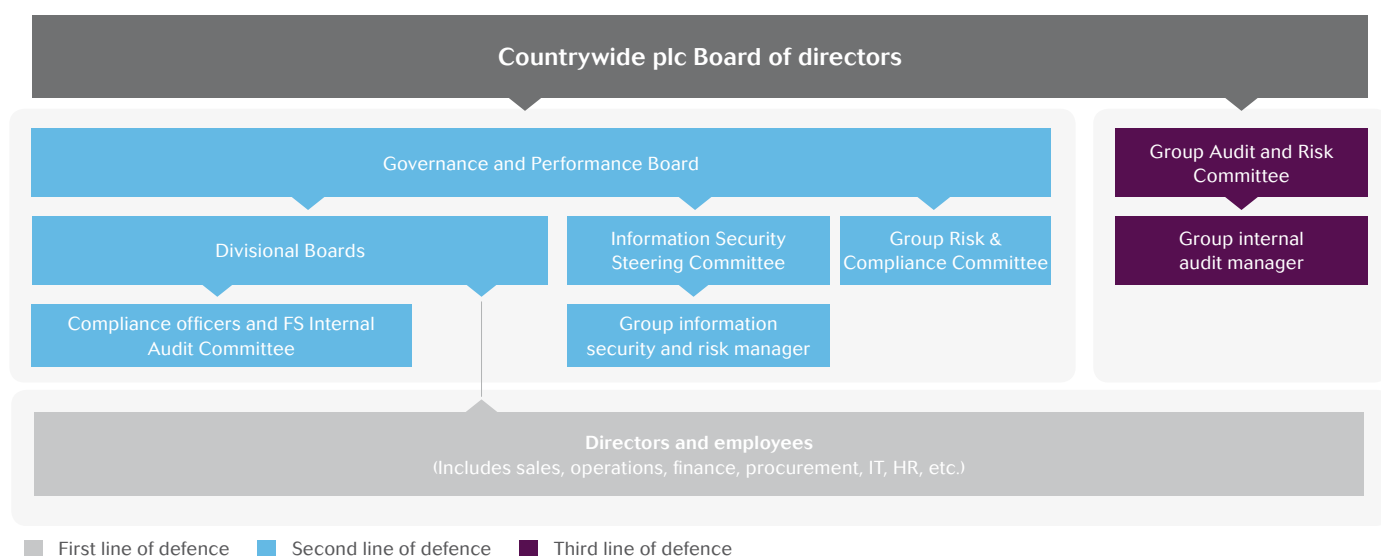 Countrywide plc Board of directors
Governance and Performance Board
Group Audit and Risk
Committee
Divisional Boards
Information Security
Steering Committee
Group Risk &
Compliance Committee
Group internal
audit manager
Compliance officers and FS Internal
Audit Committee
Group information
security and risk manager
Directors and employees
(Includes sales, operations, finance, procurement, IT, HR, etc.)
First line of defence
Second line of defence
Third line of defence